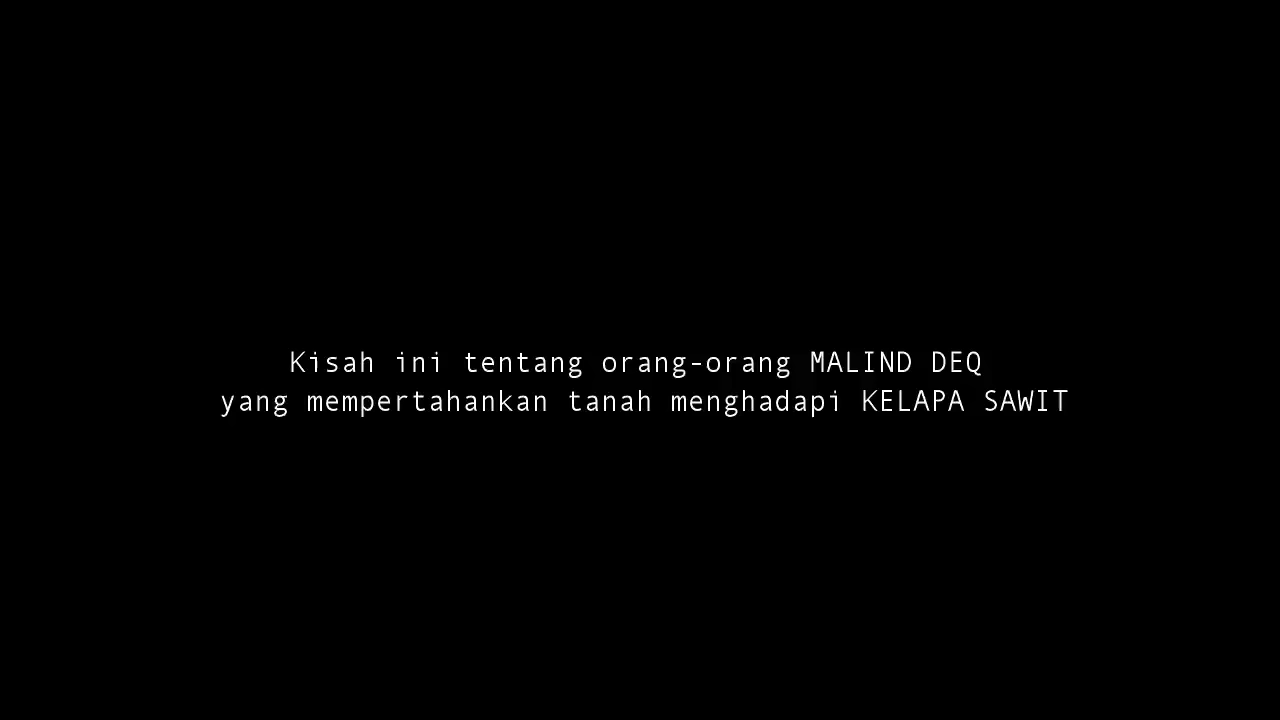 Kisah ini tentang orang-orang MALIND DEQ
yang mempertahankan tanah menghadapi KELAPA SAWIT